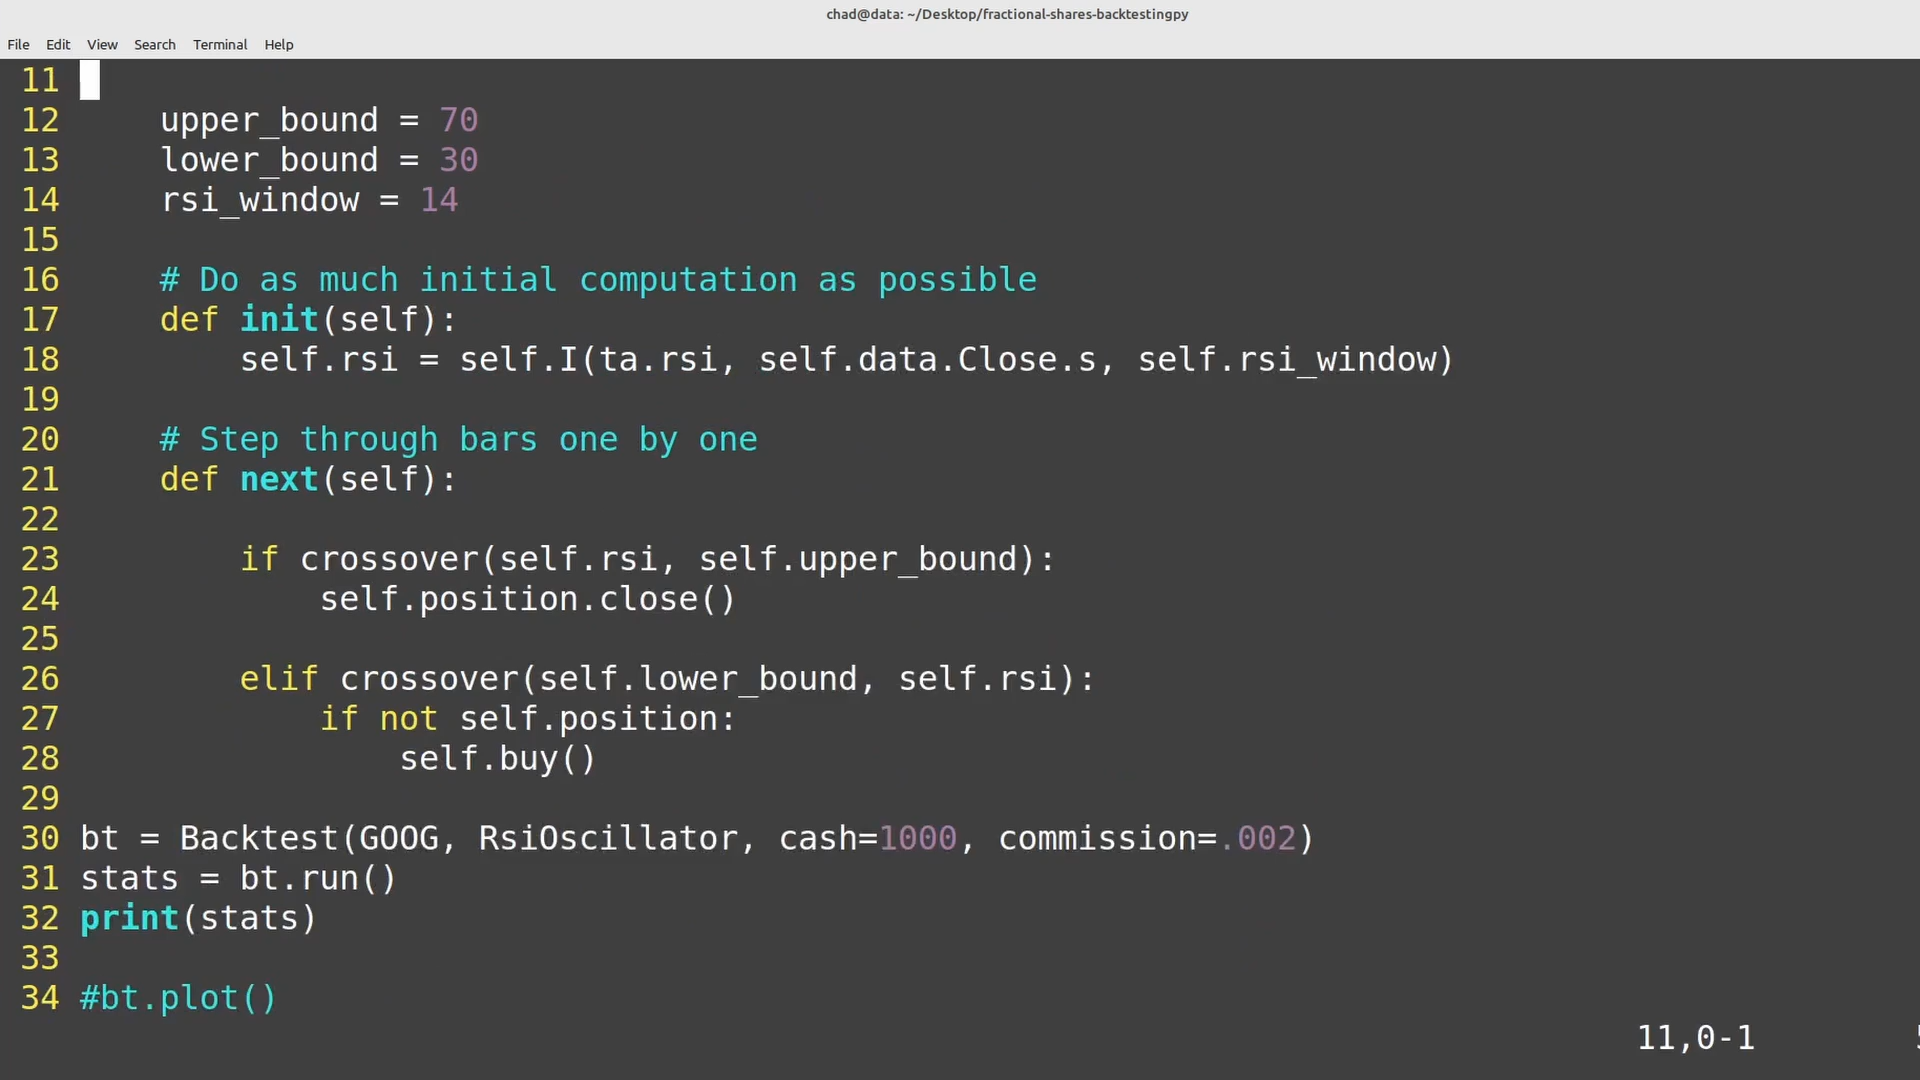 chad@data: ~/Desktop/fractional-shares-backtestingpy
File Edit View Search Terminal Help
11
12     upper_bound = 70
13     lower_bound = 30
14     rsi_window = 14
15
16     # Do as much initial computation as possible
17     def init(self):
18         self.rsi = self.I(ta.rsi, self.data.Close.s, self.rsi_window)
19
20     # Step through bars one by one
21     def next(self):
22
23         if crossover(self.rsi, self.upper_bound):
24             self.position.close()
25
26         elif crossover(self.lower_bound, self.rsi):
27             if not self.position:
28                 self.buy()
29
30 bt = Backtest(GOOG, RsiOscillator, cash=1000, commission=.002)
31 stats = bt.run()
32 print(stats)
33
34 #bt.plot()
11,0-1